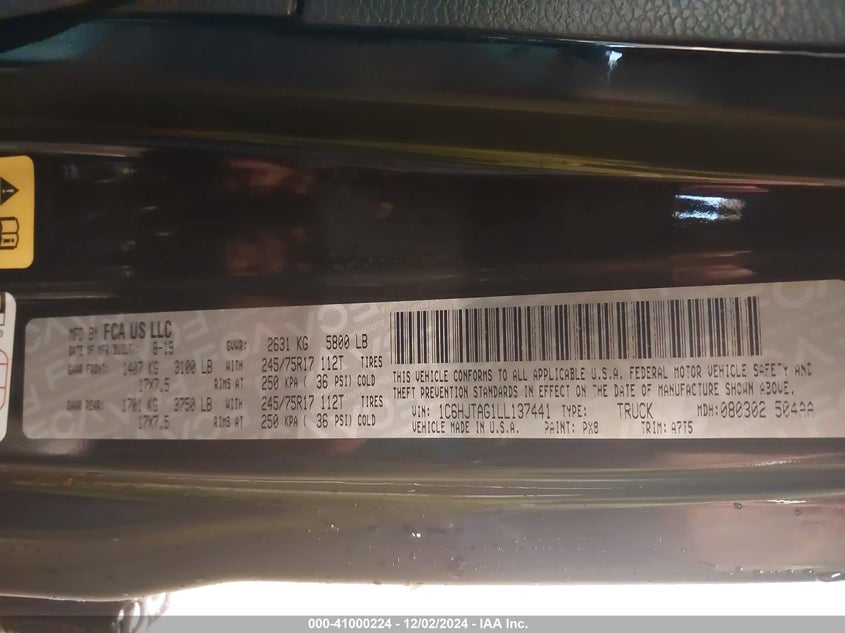 MFD BY FCA US LLC
DATE OF MFR BUILT: 8-19 GVWR: 2631 KG 5800 LB
GAWR FRONT: 1407 KG 3100 LB WITH 245/75R17 112T TIRES
17X7.5 RIMS AT 250 KPA ( 36 PSI) COLD
GAWR REAR: 1701 KG 3750 LB WITH 245/75R17 112T TIRES
17X7.5 RIMS AT 250 KPA ( 36 PSI) COLD
THIS VEHICLE CONFORMS TO ALL APPLICABLE U.S.A. FEDERAL MOTOR VEHICLE SAFETY AND
THEFT PREVENTION STANDARDS IN EFFECT ON THE DATE OF MANUFACTURE SHOWN ABOVE.
VIN: 1C6HJTAG1LL137441 TYPE: TRUCK MDH: 080302 504AA
VEHICLE MADE IN U.S.A. PAINT: PX8 TRIM: A7T5
000-41000224 - 12/02/2024 - IAA Inc.